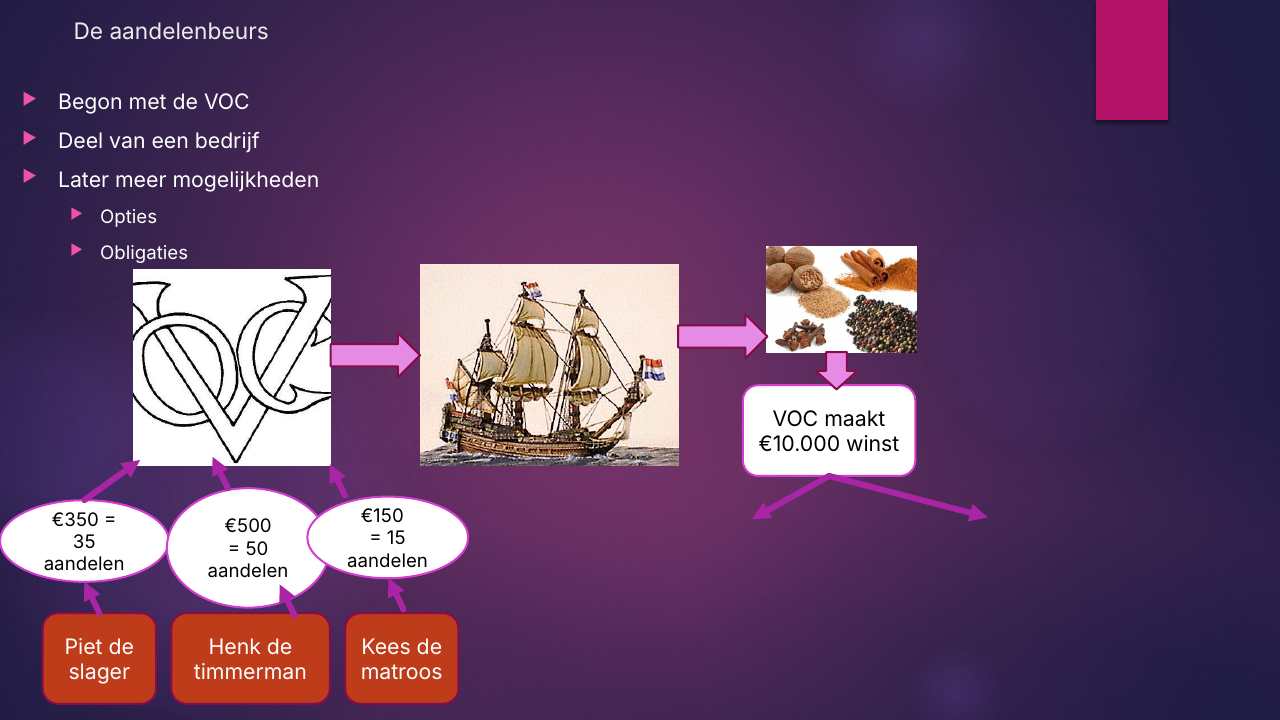 De aandelenbeurs
Begon met de VOC
Deel van een bedrijf
Later meer mogelijkheden
Opties
Obligaties
VOC
VOC maakt
€10.000 winst
€350 =
35
aandelen
€500
= 50
aandelen
€150
= 15
aandelen
Piet de
slager
Henk de
timmerman
Kees de
matroos